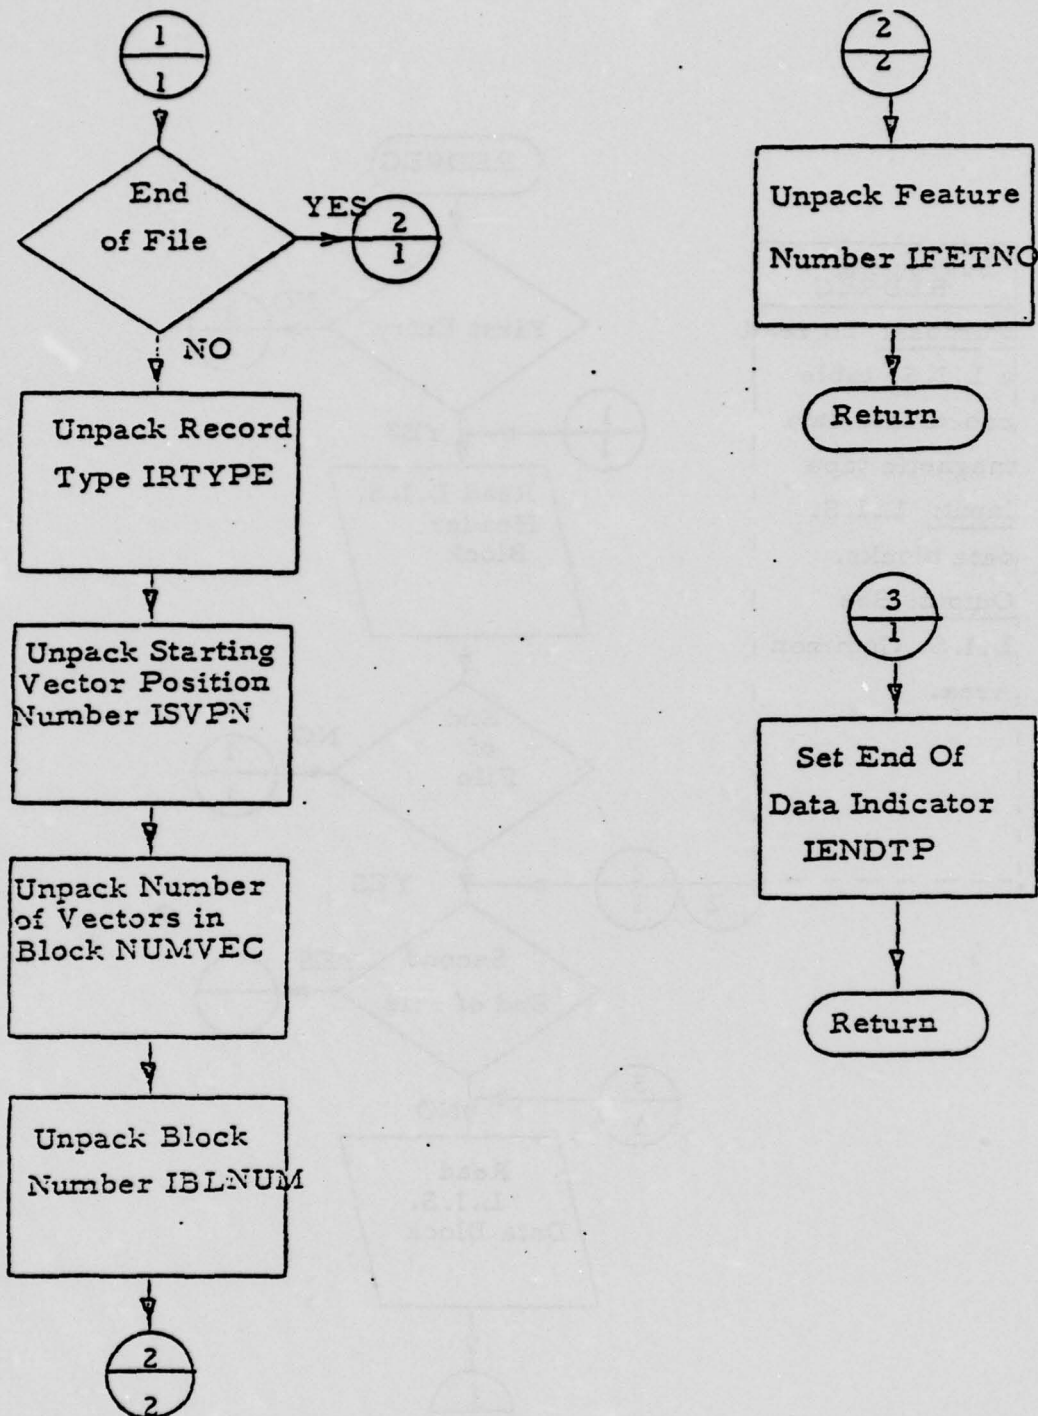 1
1
End
of File
YES
2
1
NO
Unpack Record
Type IRTYPE
Unpack Starting
Vector Position
Number ISVPN
Unpack Number
of Vectors in
Block NUMVEC
Unpack Block
Number IBLNUM
2
2
2
2
Unpack Feature
Number IFETNO
Return
3
1
Set End Of
Data Indicator
IENDTP
Return